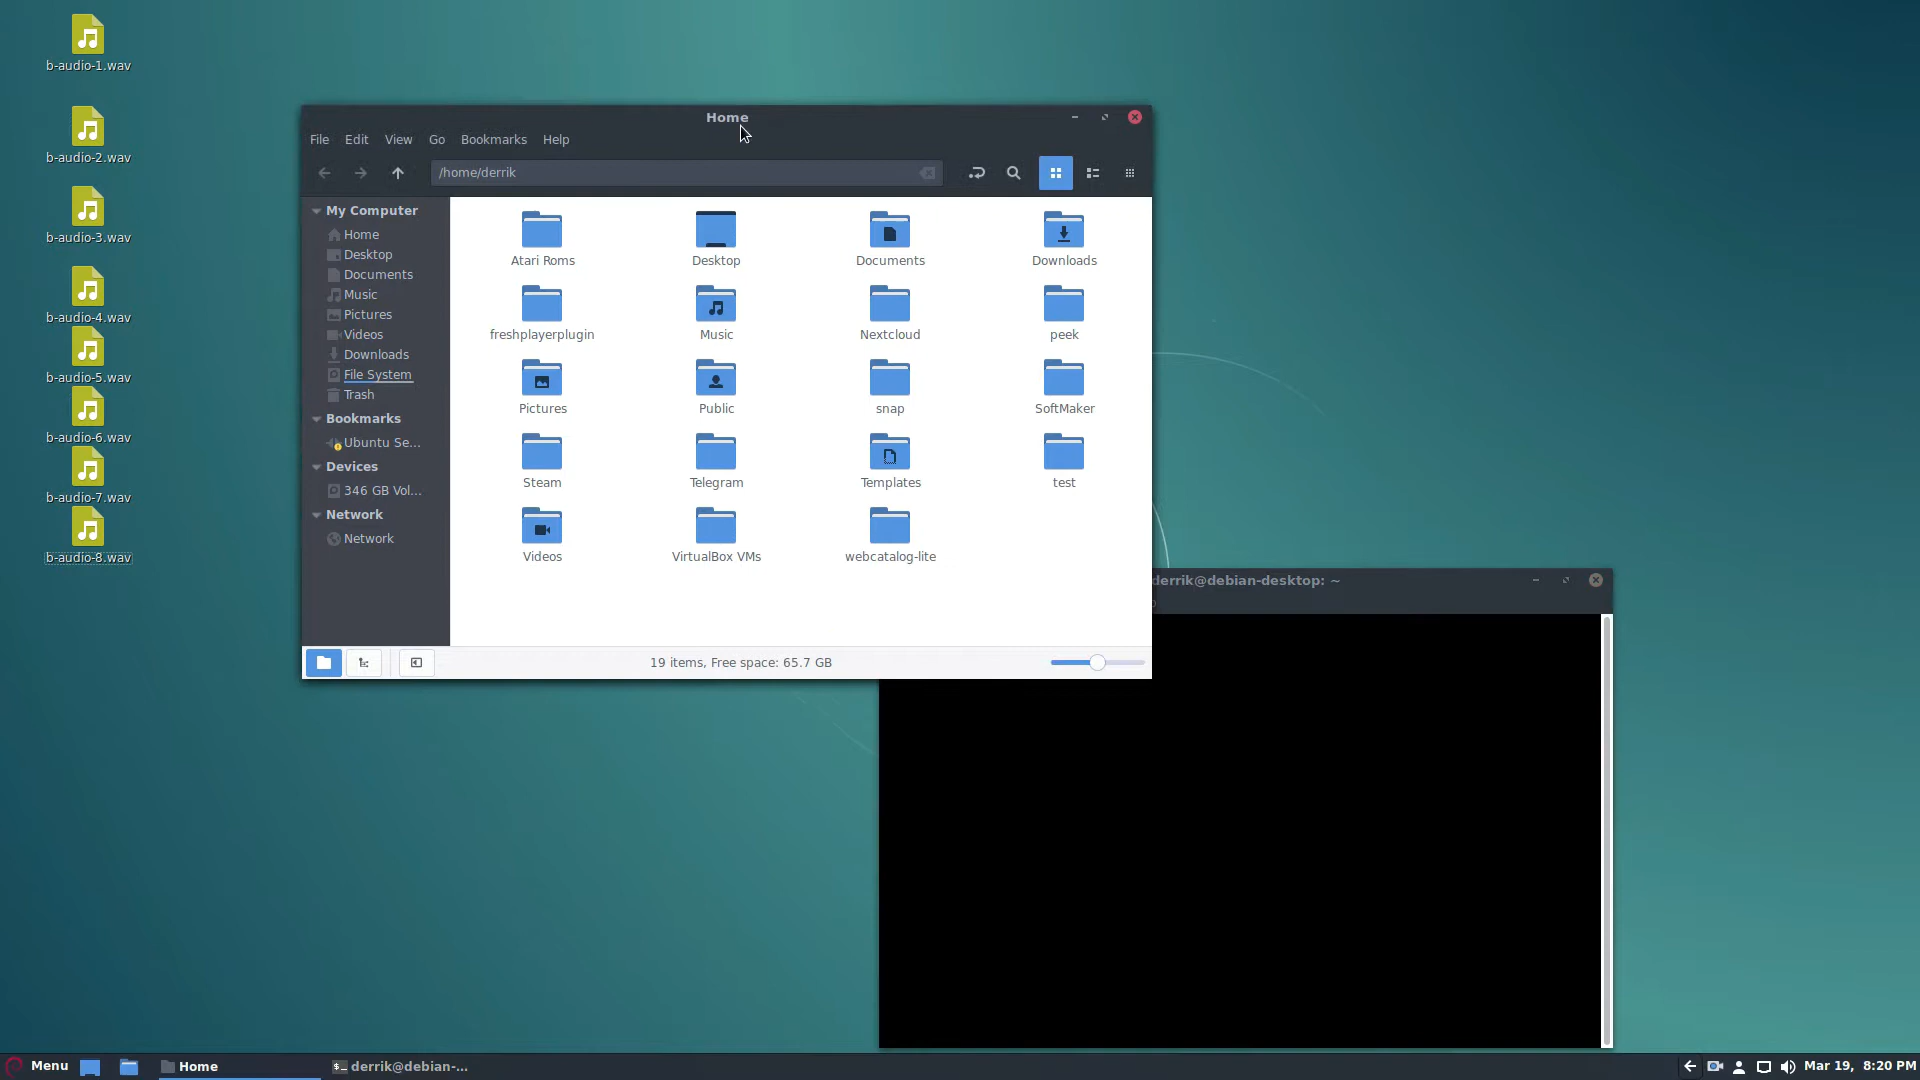 b-audio-1.wav
b-audio-2.wav
b-audio-3.wav
b-audio-4.wav
b-audio-5.wav
b-audio-6.wav
b-audio-7.wav
b-audio-8.wav
Home
File Edit View Go Bookmarks Help
/home/derrik
My Computer
Home
Desktop
Documents
Music
Pictures
Videos
Downloads
File System
Trash
Bookmarks
Ubuntu Se...
Devices
346 GB Vol...
Network
Network
Atari Roms Desktop Documents Downloads
freshplayerplugin Music Nextcloud peek
Pictures Public snap SoftMaker
Steam Telegram Templates test
Videos VirtualBox VMs webcatalog-lite
19 items, Free space: 65.7 GB
derrik@debian-desktop: ~
Menu Home derrik@debian-... Mar 19, 8:20 PM